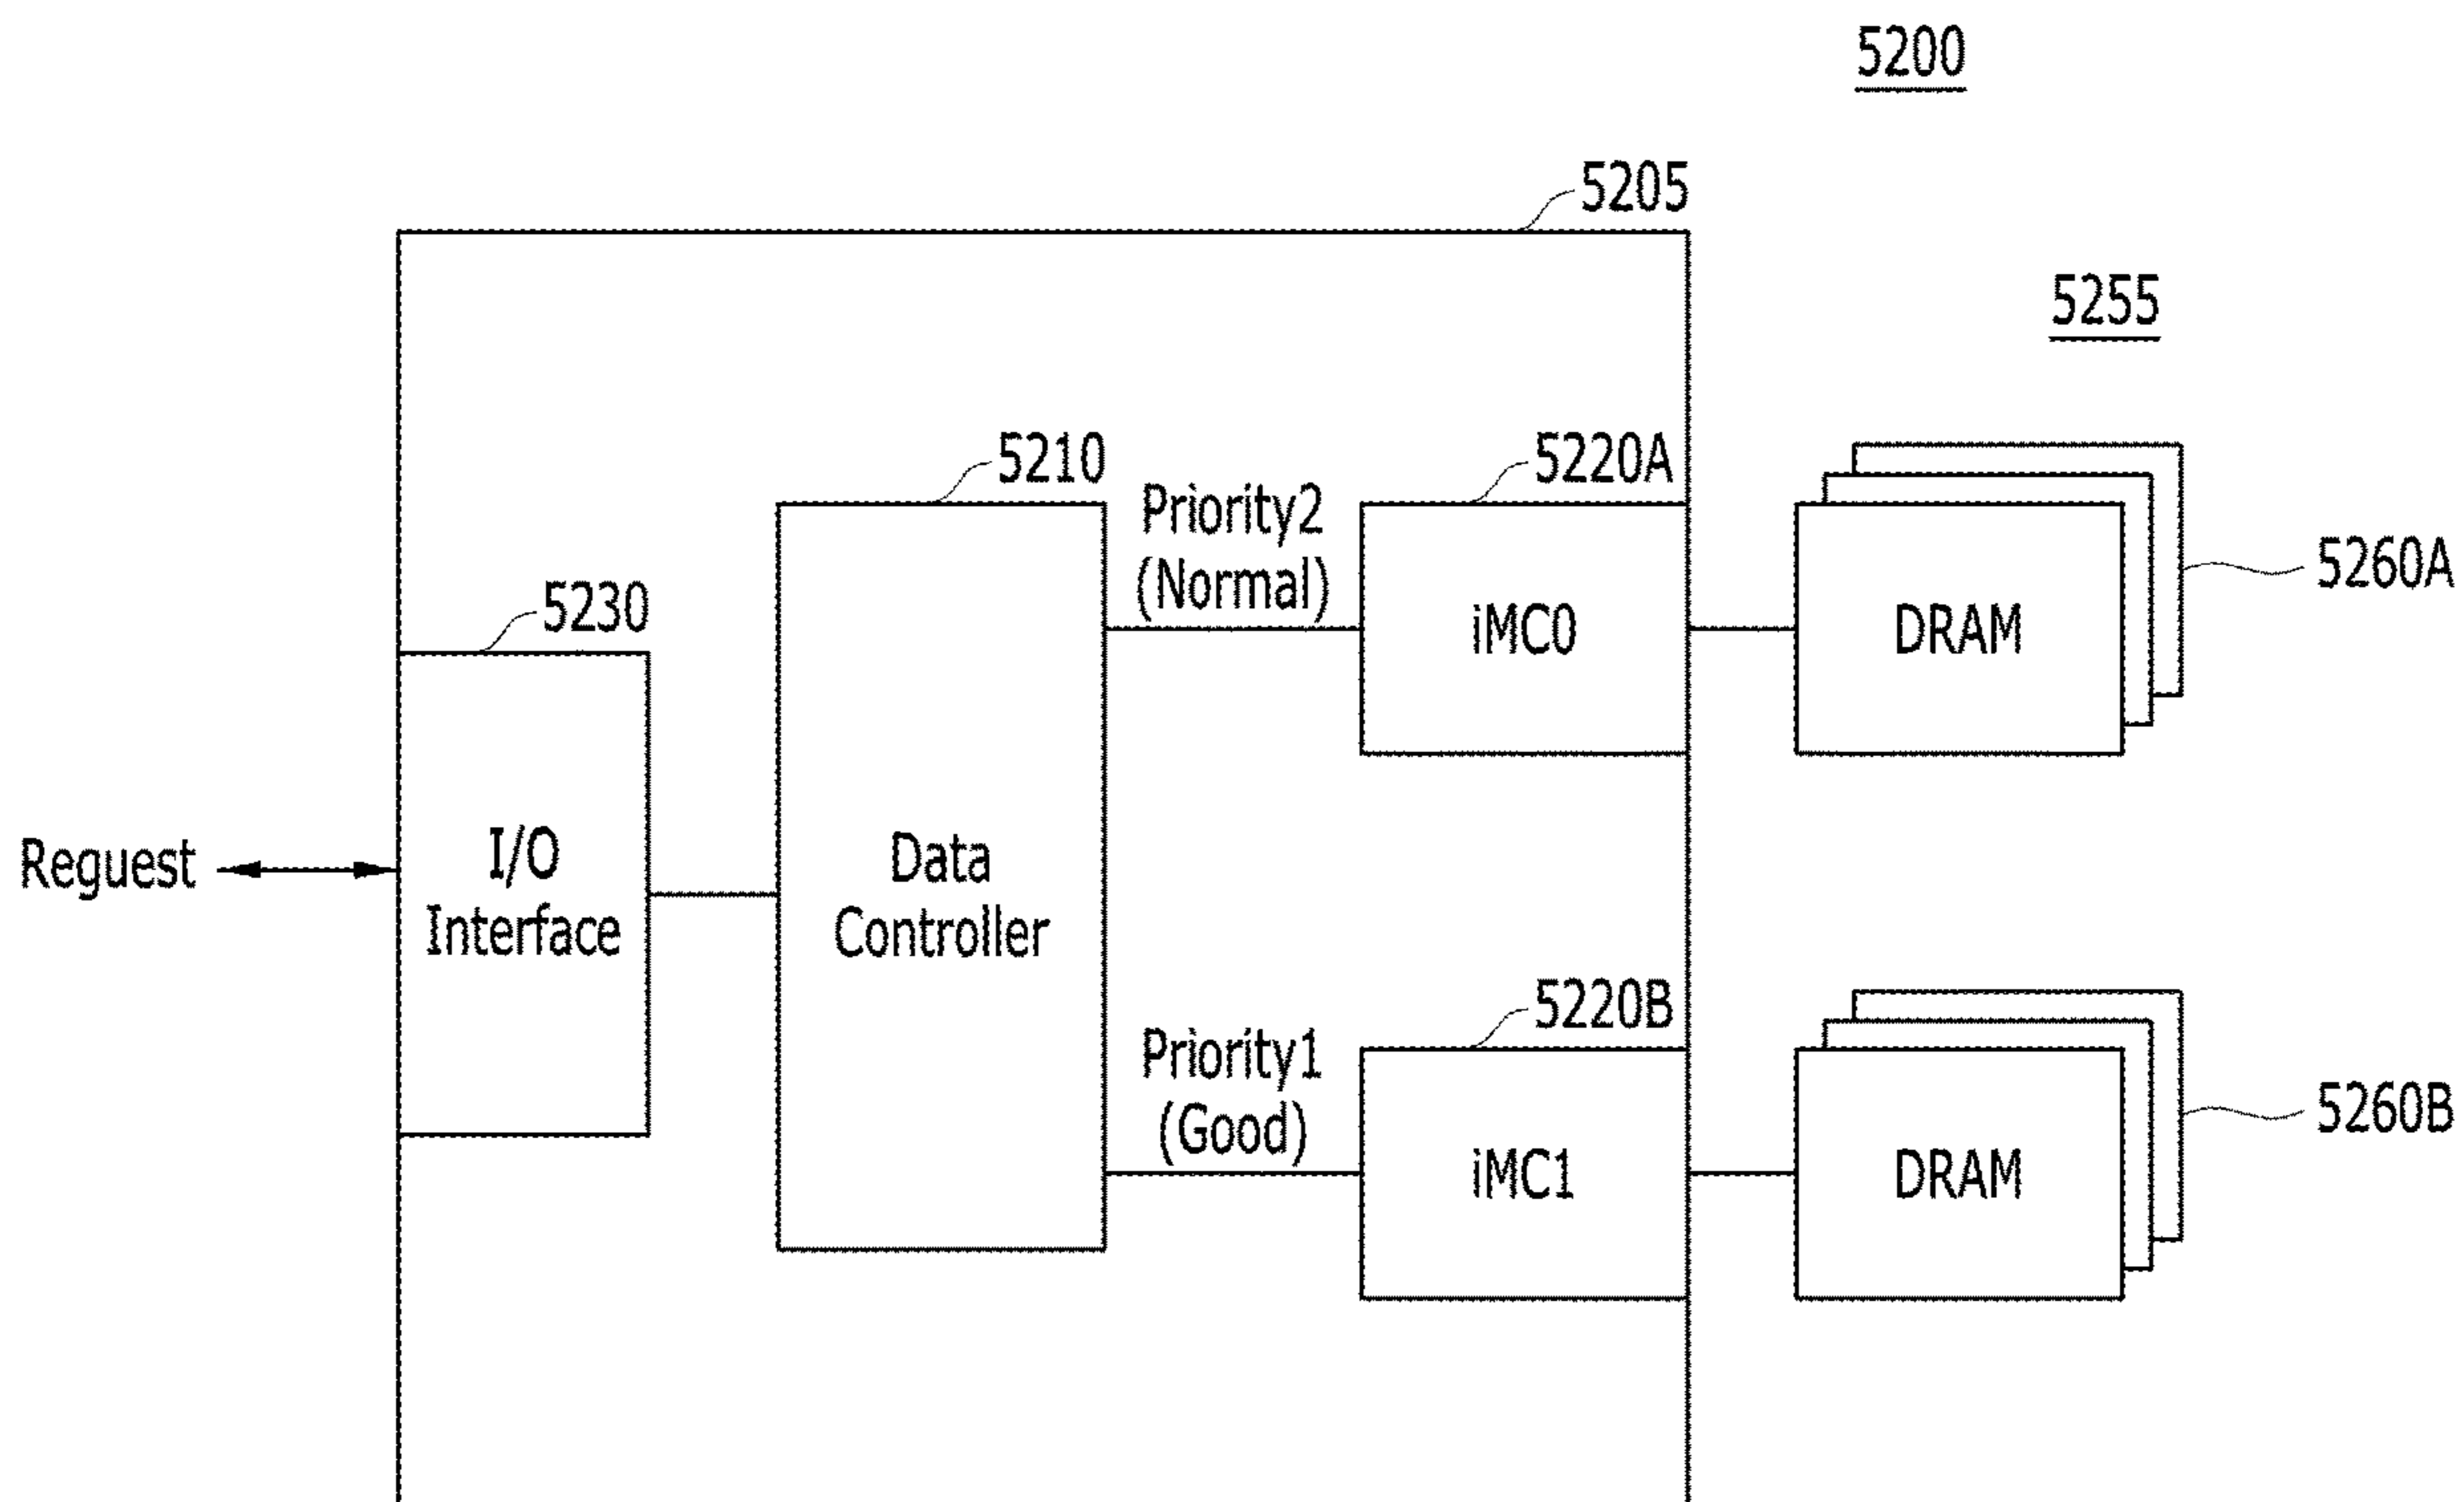 5200
5205
5255
5210
5220A
Priority2
(Normal)
5260A
5230
iMC0
DRAM
Reguest
I/O
Interface
Data
Controller
5220B
Priority1
(Good)
5260B
iMC1
DRAM